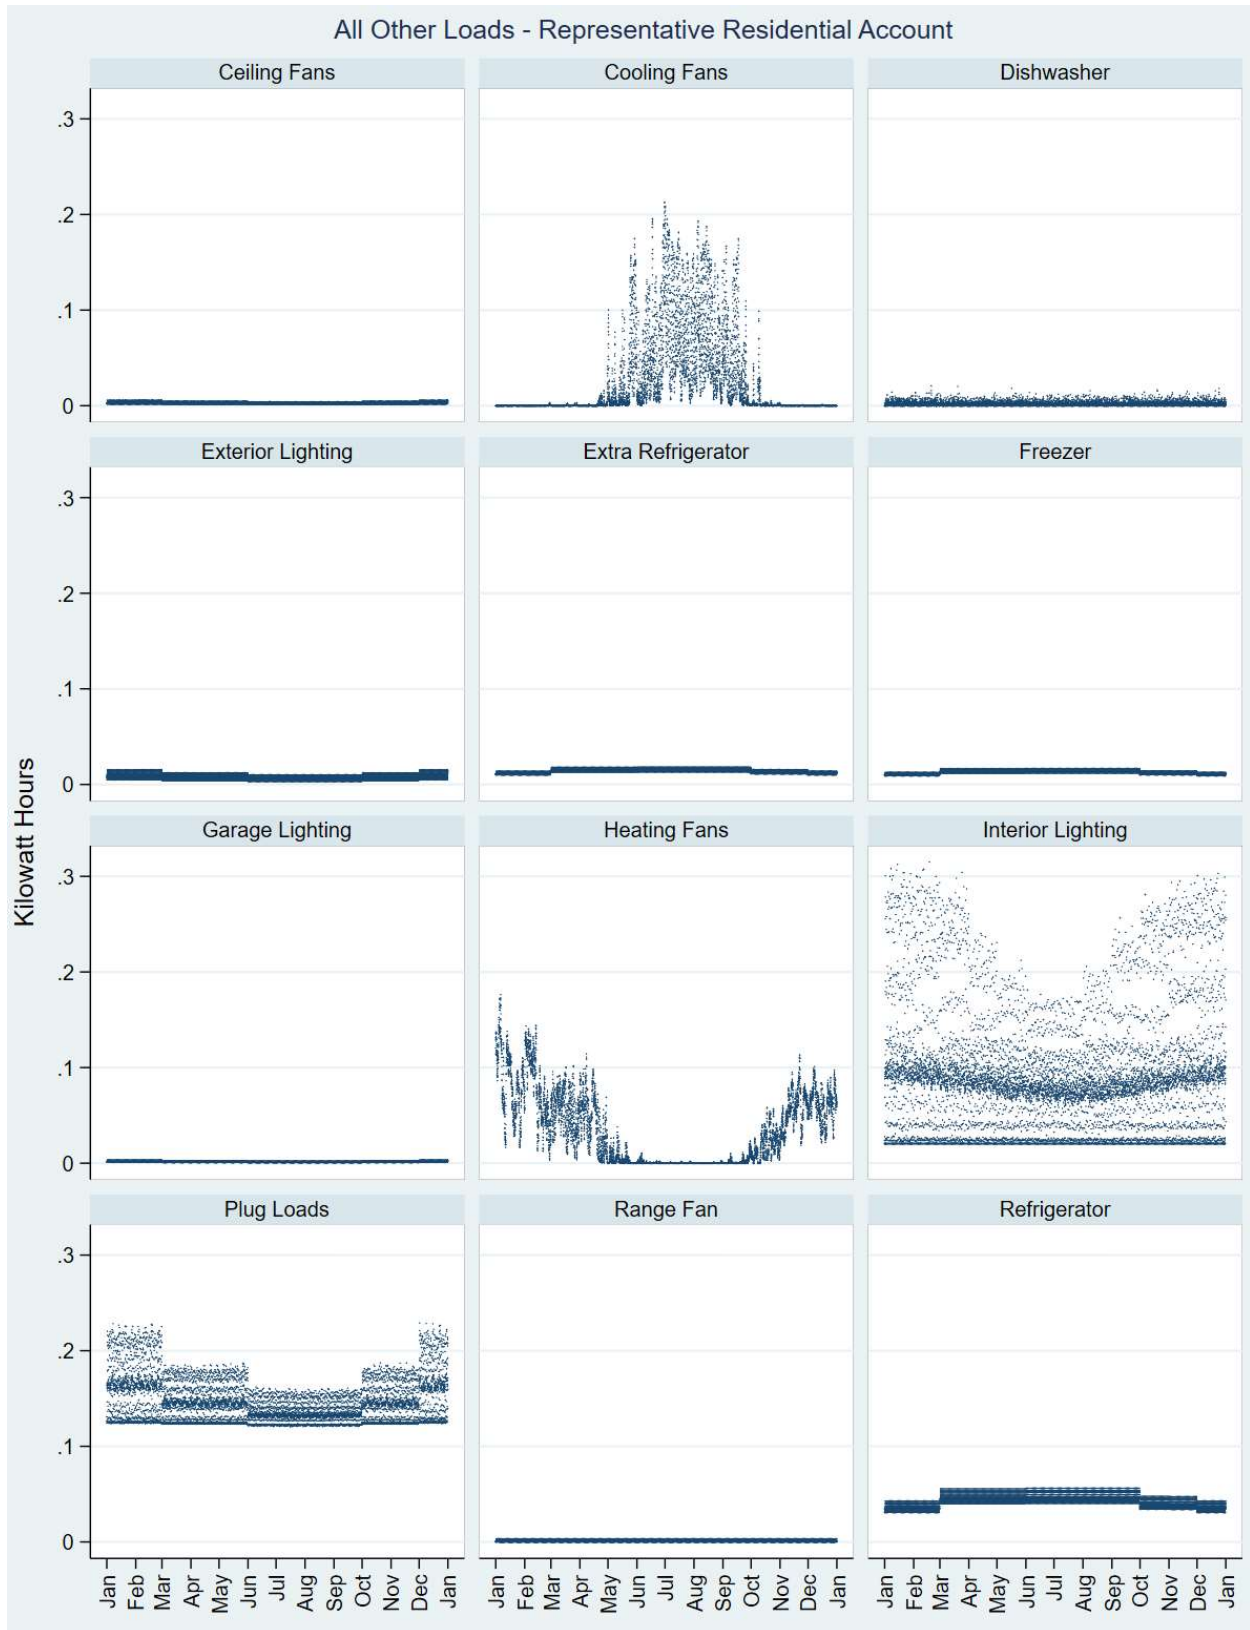 All Other Loads - Representative Residential Account
Ceiling Fans
Cooling Fans
Dishwasher
.3
.2
.1
0
Exterior Lighting
Extra Refrigerator
Freezer
.3
.2
.1
0
Kilowatt Hours
Garage Lighting
Heating Fans
Interior Lighting
.3
.2
.1
0
Plug Loads
Range Fan
Refrigerator
.3
.2
.1
0
Jan Feb Mar Apr May Jun Jul Aug Sep Oct Nov Dec Jan
Jan Feb Mar Apr May Jun Jul Aug Sep Oct Nov Dec Jan
Jan Feb Mar Apr May Jun Jul Aug Sep Oct Nov Dec Jan